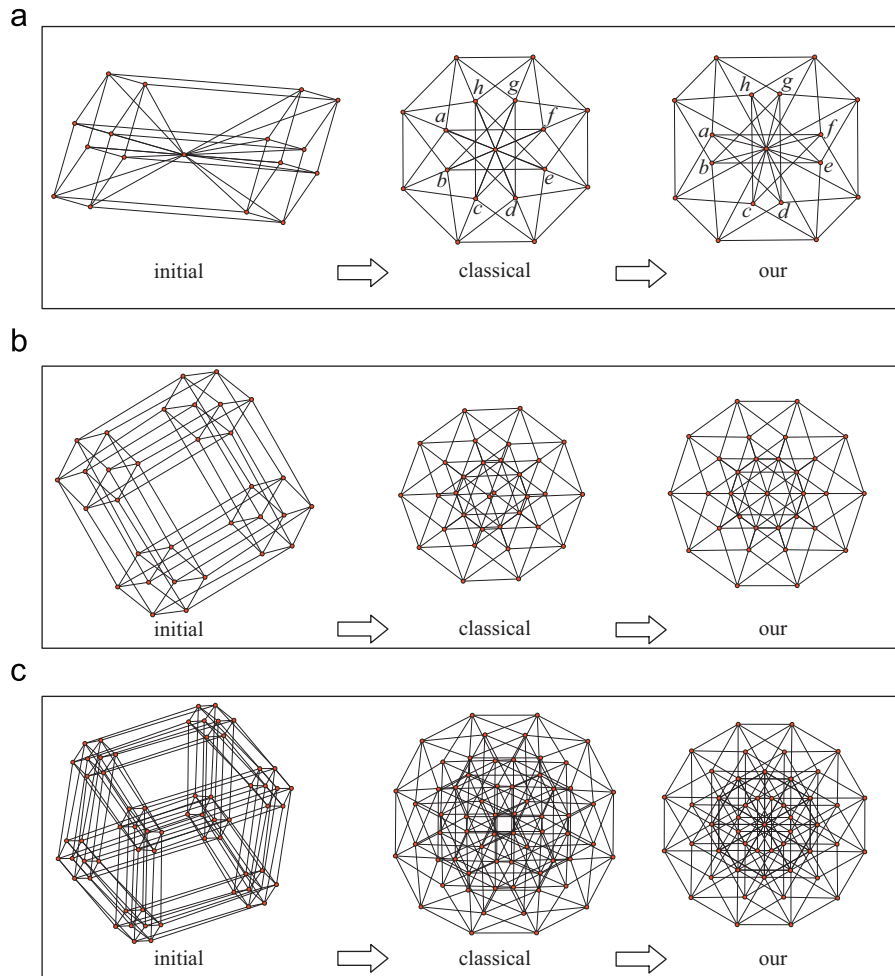 a
h g
a f
b e
c d
h g
a f
b e
c d
initial classical our
b
initial classical our
c
initial classical our